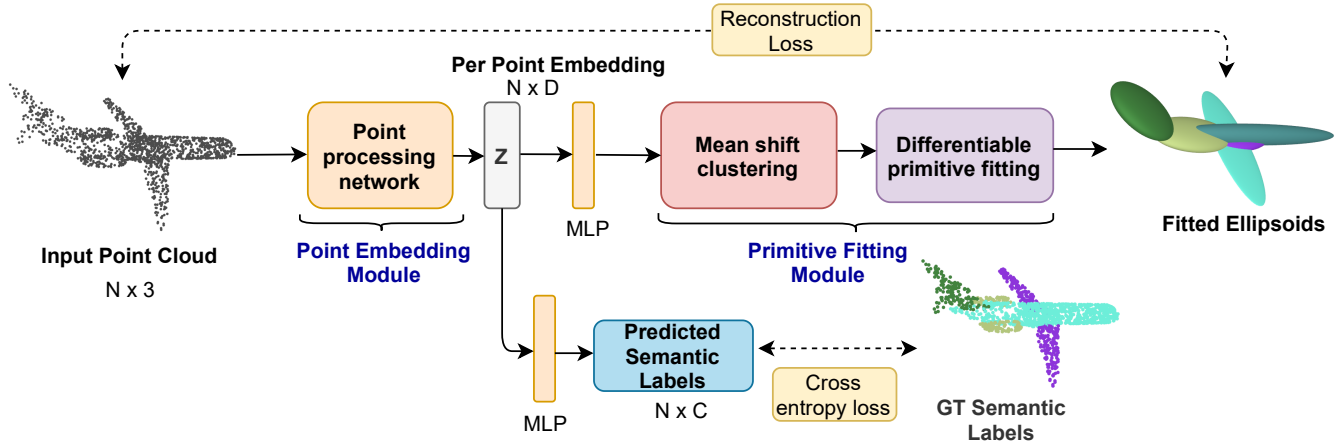 Reconstruction
Loss
Per Point Embedding
N x D
Point
processing
network
Z
Mean shift
clustering
Differentiable
primitive fitting
MLP
Input Point Cloud
N x 3
Point Embedding
Module
Primitive Fitting
Module
Fitted Ellipsoids
Predicted
Semantic
Labels
N x C
MLP
Cross
entropy loss
GT Semantic
Labels